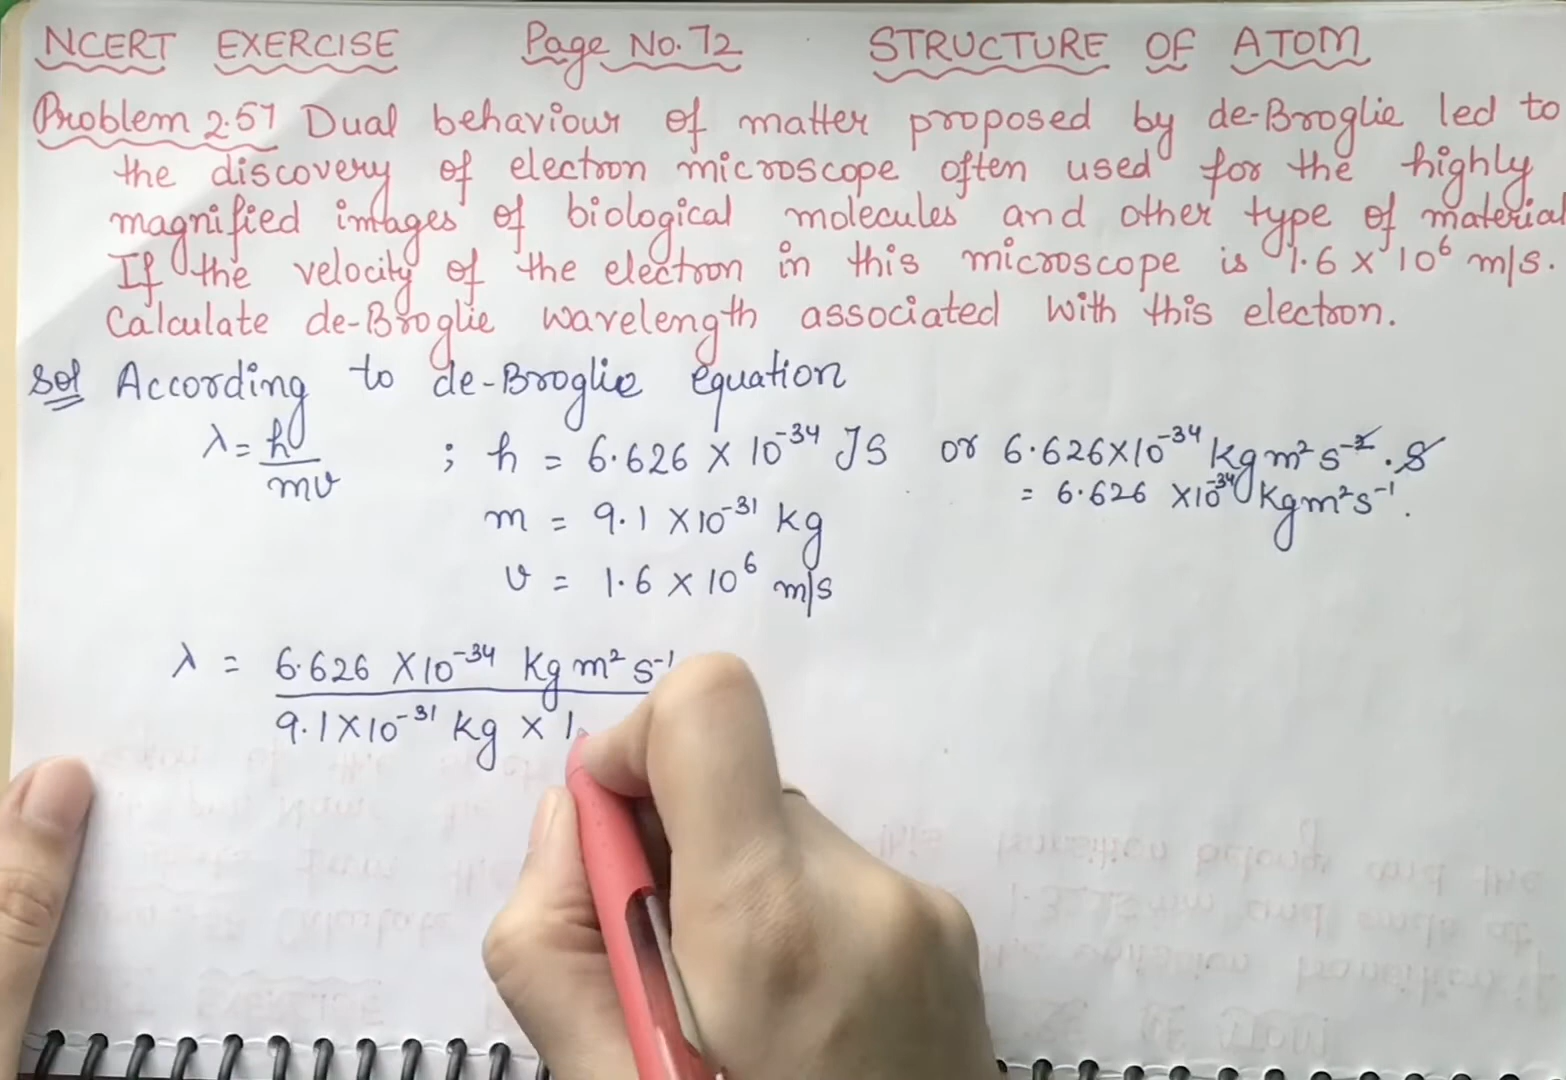 NCERT EXERCISE Page No. 72 STRUCTURE OF ATOM
Problem 2.57 Dual behaviour of matter proposed by de-Broglie led to
the discovery of electron microscope often used for the highly
magnified images of biological molecules and other type of material
If the velocity of the electron in this microscope is 1.6 × 10⁶ m/s.
Calculate de-Broglie wavelength associated with this electron.
Sol According to de-Broglie equation
λ = h/mv ; h = 6.626 × 10⁻³⁴ JS or 6.626×10⁻³⁴ kg m² s⁻² . s
= 6.626 ×10⁻³⁴ Kg m² s⁻¹.
m = 9.1 ×10⁻³¹ kg
v = 1.6 × 10⁶ m/s
λ = 6.626 ×10⁻³⁴ Kg m² s⁻¹
9.1×10⁻³¹ kg × 1.